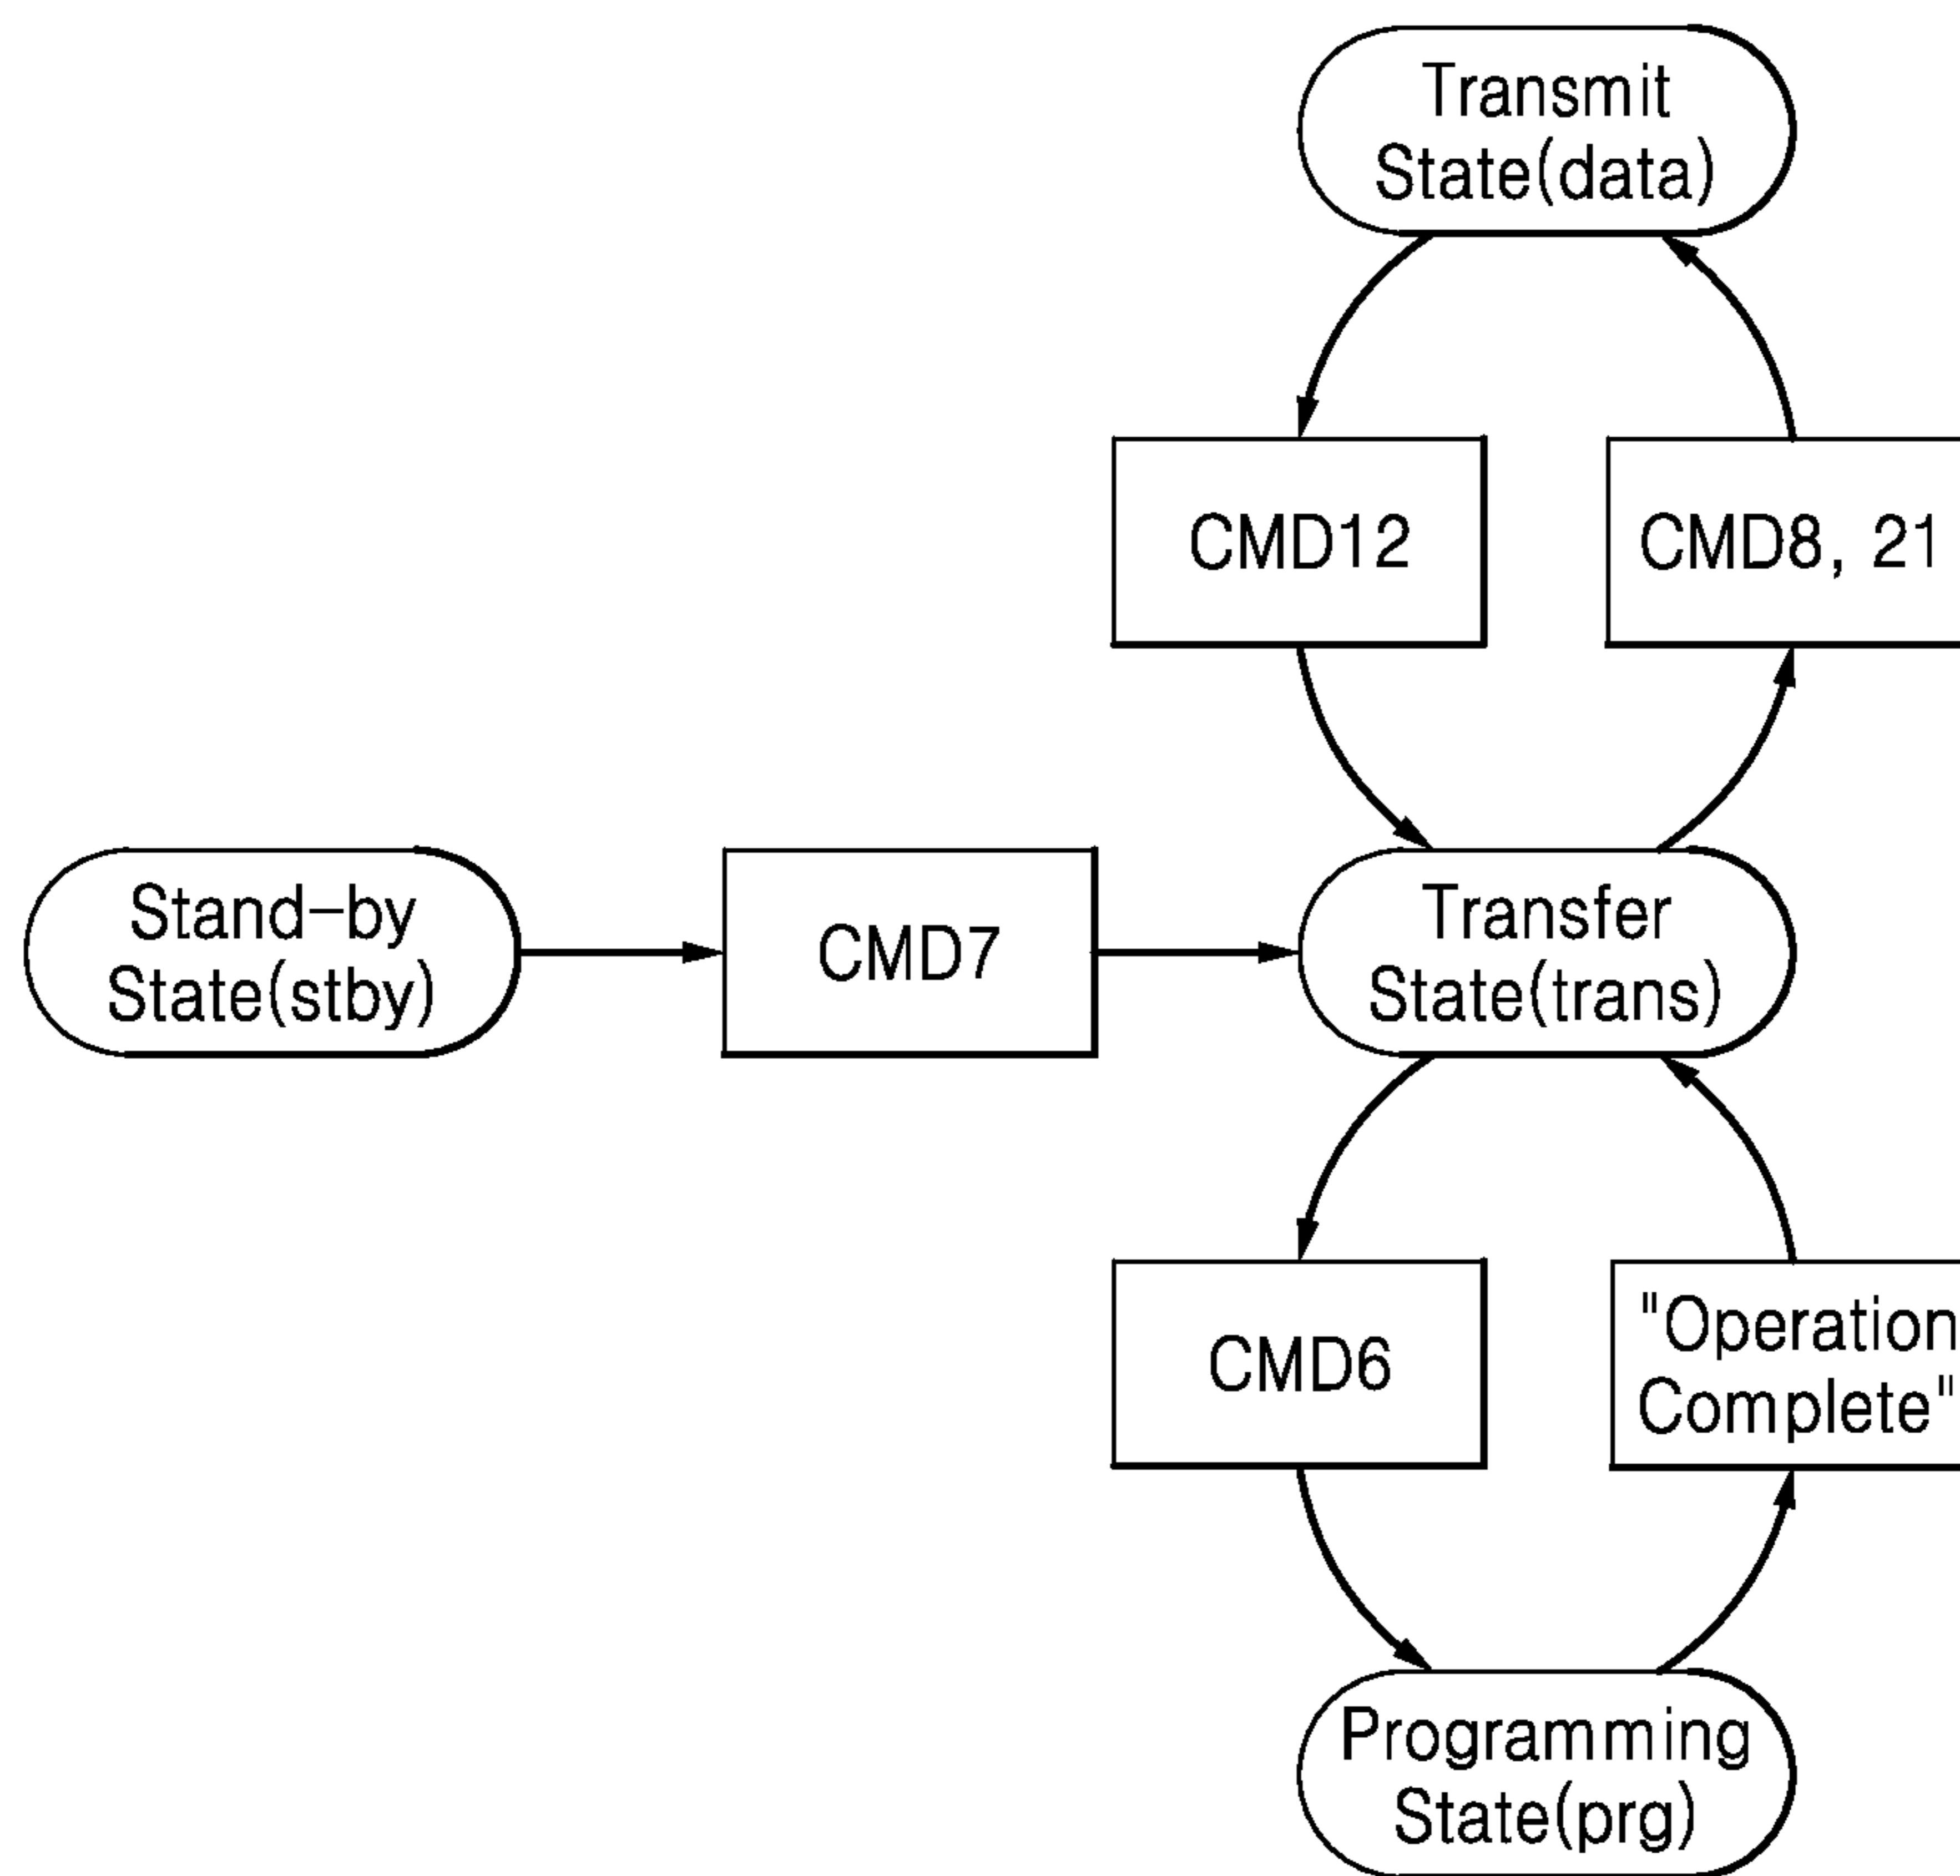 Transmit
State(data)
CMD12
CMD8, 21
Stand-by
State(stby)
CMD7
Transfer
State(trans)
CMD6
"Operation
Complete"
Programming
State(prg)